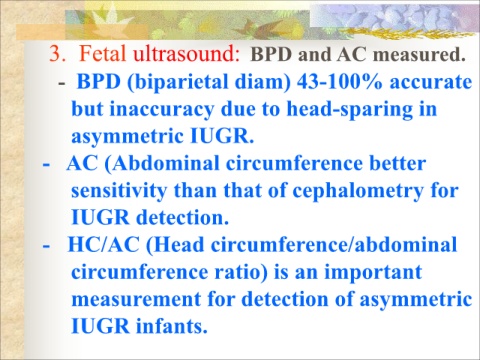 3. Fetal ultrasound: BPD and AC measured.
- BPD (biparietal diam) 43-100% accurate
but inaccuracy due to head-sparing in
asymmetric IUGR.
- AC (Abdominal circumference better
sensitivity than that of cephalometry for
IUGR detection.
- HC/AC (Head circumference/abdominal
circumference ratio) is an important
measurement for detection of asymmetric
IUGR infants.